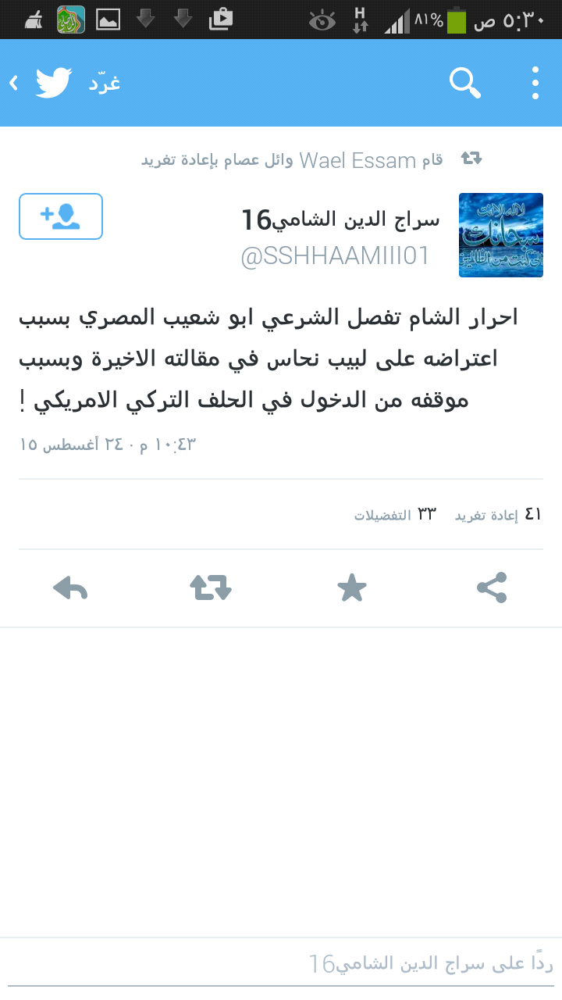 ٨١% ٥:٣٠ ص
غرّد
قام Wael Essam وائل عصام بإعادة تغريد
سراج الدين الشامي16
@SSHHAAMIII01
احرار الشام تفصل الشرعي ابو شعيب المصري بسبب
اعتراضه على لبيب نحاس في مقالته الاخيرة وبسبب
موقفه من الدخول في الحلف التركي الامريكي !
١٠:٤٣ م · ٢٤ أغسطس ١٥
٤١ إعادة تغريد ٣٣ التفضيلات
ردًا على سراج الدين الشامي16